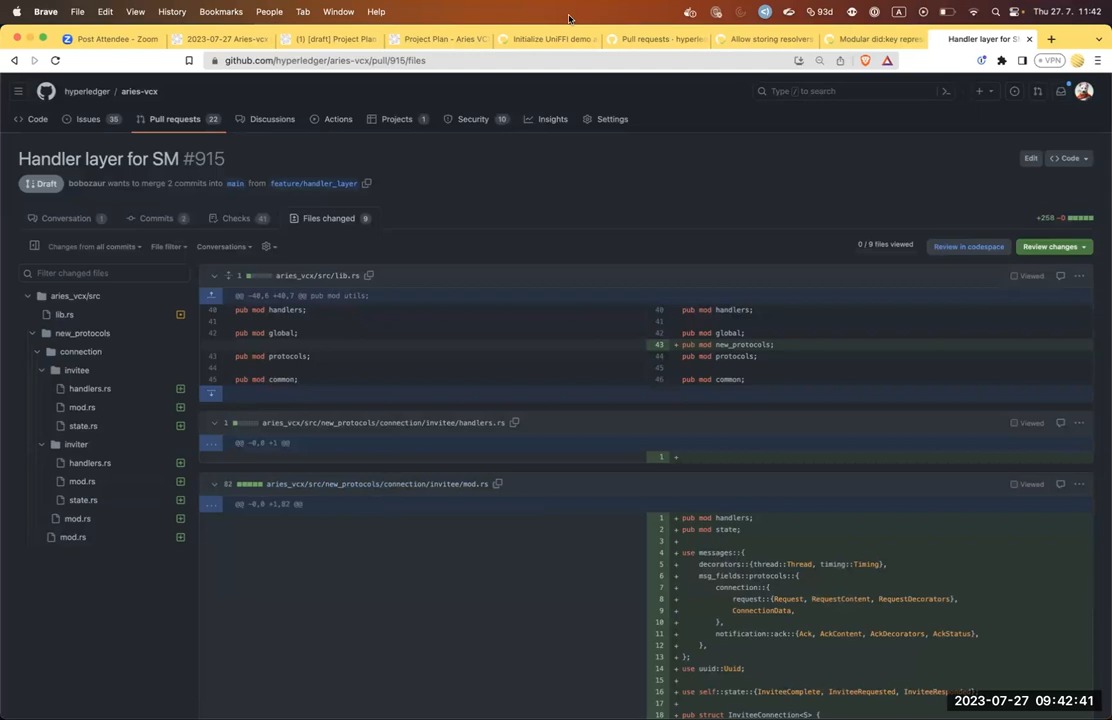 Brave File Edit View History Bookmarks People Tab Window Help 93d A Thu 27. 7. 11:42
Post Attendee - Zoom 2023-07-27 Aries-vcx (1) [draft] Project Plan Project Plan - Aries VC Initialize UniFFI demo a Pull requests · hyperle Allow storing resolvers Modular did:key repres Handler layer for S
github.com/hyperledger/aries-vcx/pull/915/files VPN
hyperledger / aries-vcx Type / to search
Code Issues 35 Pull requests 22 Discussions Actions Projects 1 Security 10 Insights Settings
Handler layer for SM #915 Edit <> Code
Draft bobozaur wants to merge 2 commits into main from feature/handler_layer
Conversation 1 Commits 2 Checks 41 Files changed 9 +258 −0
Changes from all commits File filter Conversations 0 / 9 files viewed Review in codespace Review changes
Filter changed files
aries_vcx/src
lib.rs
new_protocols
connection
invitee
handlers.rs
mod.rs
state.rs
inviter
handlers.rs
mod.rs
state.rs
mod.rs
mod.rs
1 aries_vcx/src/lib.rs Viewed
@@ -40,6 +40,7 @@ pub mod utils;
40 pub mod handlers; 40 pub mod handlers;
41 41
42 pub mod global; 42 pub mod global;
43 + pub mod new_protocols;
43 pub mod protocols; 44 pub mod protocols;
44 45
45 pub mod common; 46 pub mod common;
1 aries_vcx/src/new_protocols/connection/invitee/handlers.rs Viewed
@@ -0,0 +1 @@
1 +
82 aries_vcx/src/new_protocols/connection/invitee/mod.rs Viewed
@@ -0,0 +1,82 @@
1 + pub mod handlers;
2 + pub mod state;
3 +
4 + use messages::{
5 + decorators::{thread::Thread, timing::Timing},
6 + msg_fields::protocols::{
7 + connection::{
8 + request::{Request, RequestContent, RequestDecorators},
9 + ConnectionData,
10 + },
11 + notification::ack::{Ack, AckContent, AckDecorators, AckStatus},
12 + },
13 + };
14 + use uuid::Uuid;
15 +
16 + use self::state::{InviteeComplete, InviteeRequested,
17
18 + pub struct InviteeConnection<S> {
2023-07-27 09:42:41